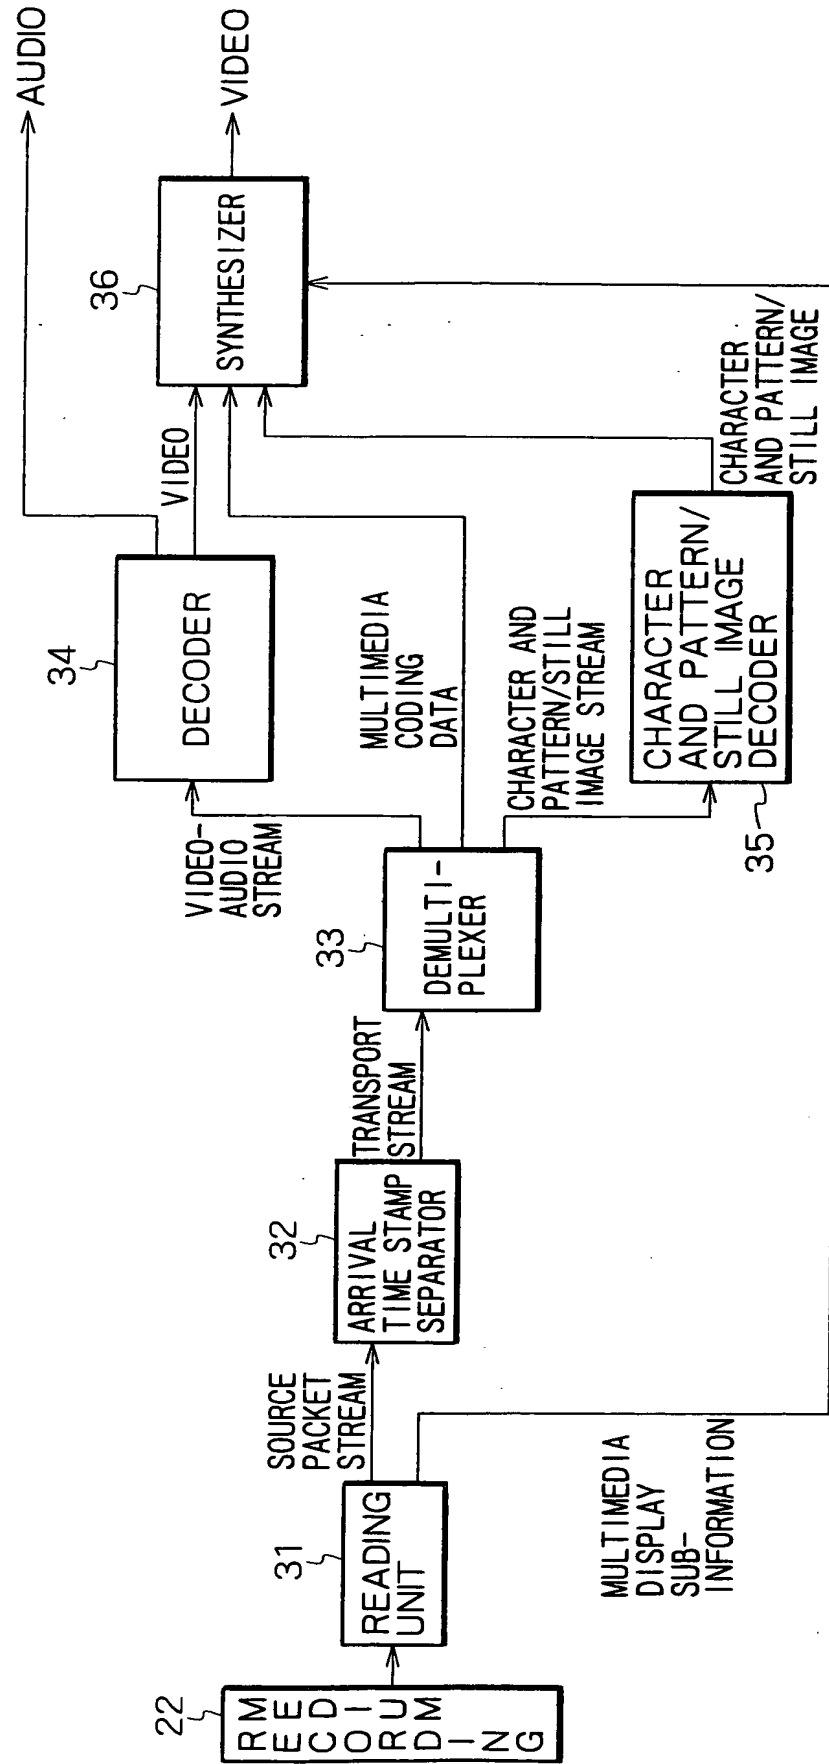 22
RECORDING
MEDIUM
31
READING
UNIT
SOURCE
PACKET
STREAM
MULTIMEDIA
DISPLAY
SUB-
INFORMATION
32
ARRIVAL
TIME STAMP
SEPARATOR
TRANSPORT
STREAM
33
DEMULTI-
PLEXER
VIDEO-
AUDIO
STREAM
MULTIMEDIA
CODING
DATA
CHARACTER AND
PATTERN/STILL
IMAGE STREAM
34
DECODER
35
CHARACTER
AND PATTERN/
STILL IMAGE
DECODER
VIDEO
CHARACTER
AND PATTERN/
STILL IMAGE
36
SYNTHESIZER
AUDIO
VIDEO